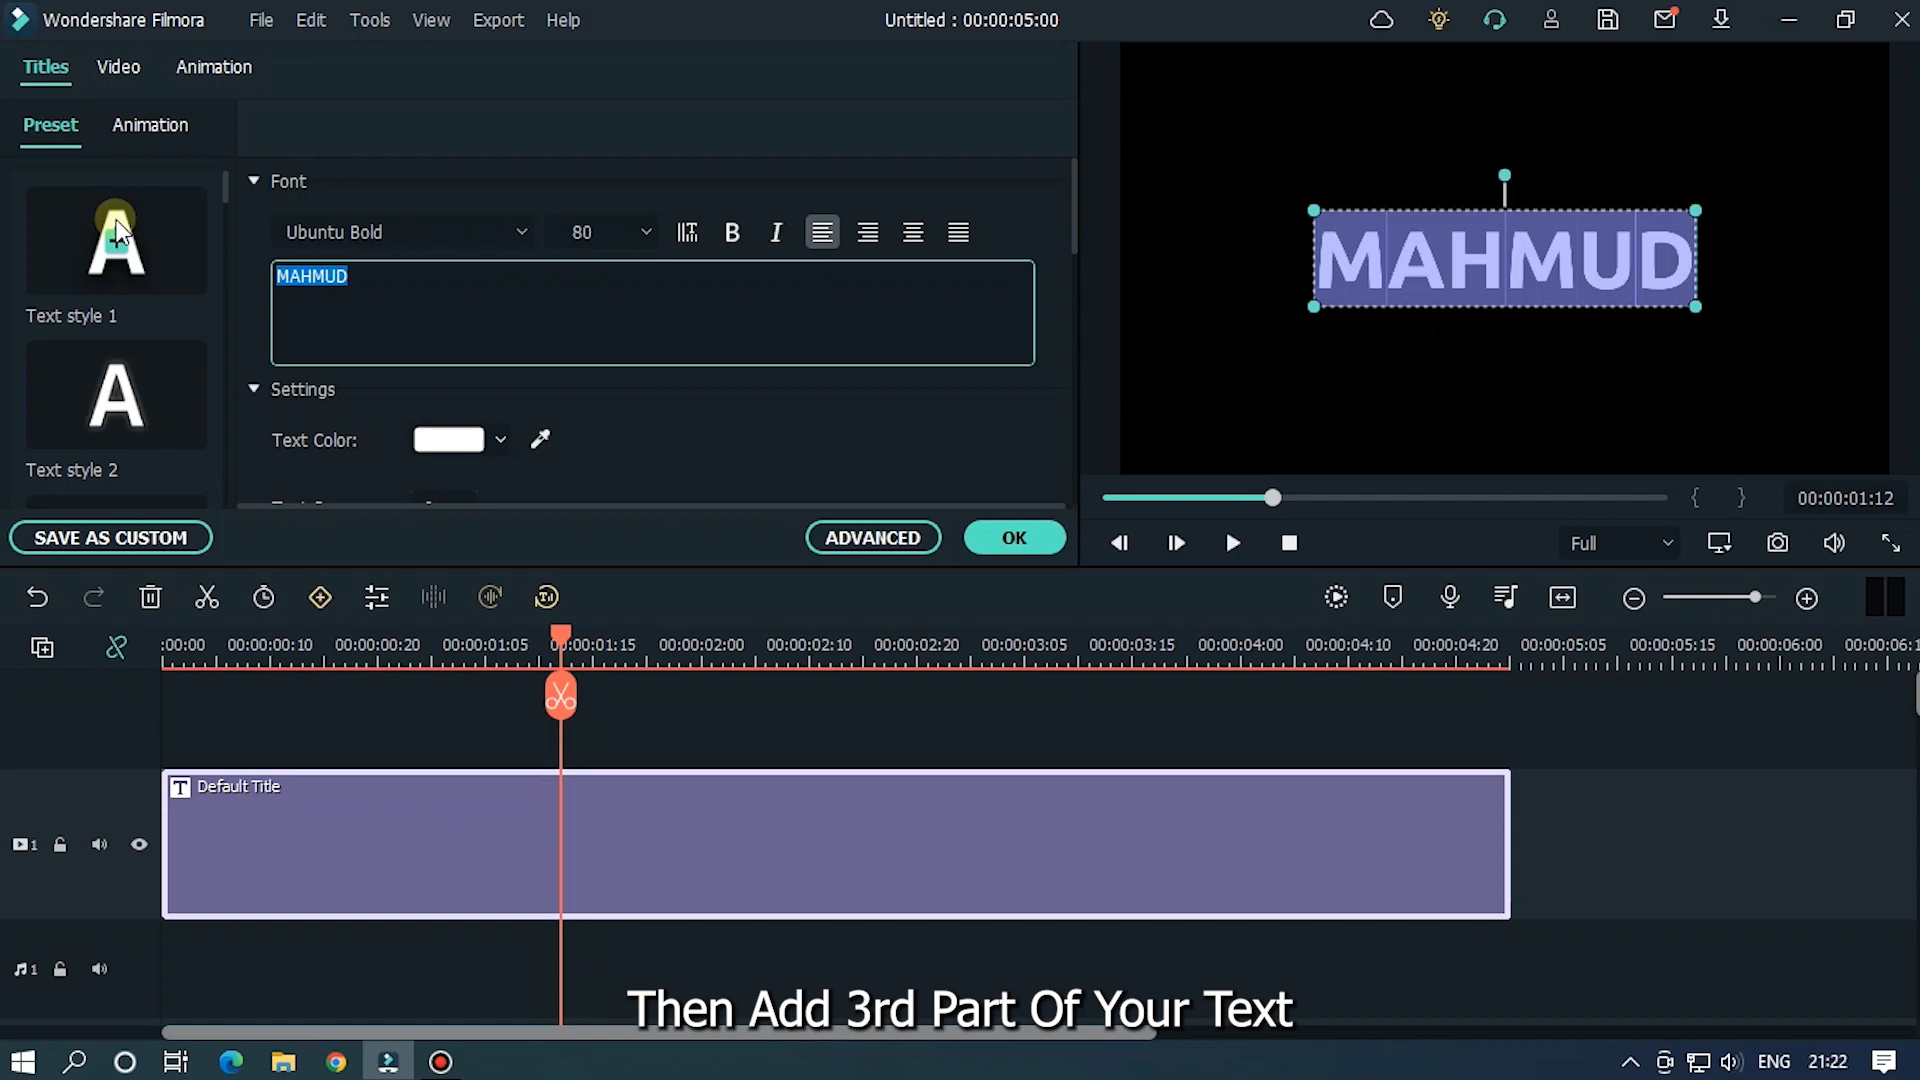 Wondershare Filmora File Edit Tools View Export Help Untitled : 00:00:05:00
Titles Video Animation
Preset Animation
Font
Ubuntu Bold 80 B I
MAHMUD
MAHMUD
A
Text style 1
Settings
Text Color:
A
Text style 2
{ } 00:00:01:12
SAVE AS CUSTOM ADVANCED OK
Full
:00:00 00:00:00:10 00:00:00:20 00:00:01:05 00:00:01:15 00:00:02:00 00:00:02:10 00:00:02:20 00:00:03:05 00:00:03:15 00:00:04:00 00:00:04:10 00:00:04:20 00:00:05:05 00:00:05:15 00:00:06:00 00:00:06:1
T Default Title
1
1
Then Add 3rd Part Of Your Text
ENG 21:22